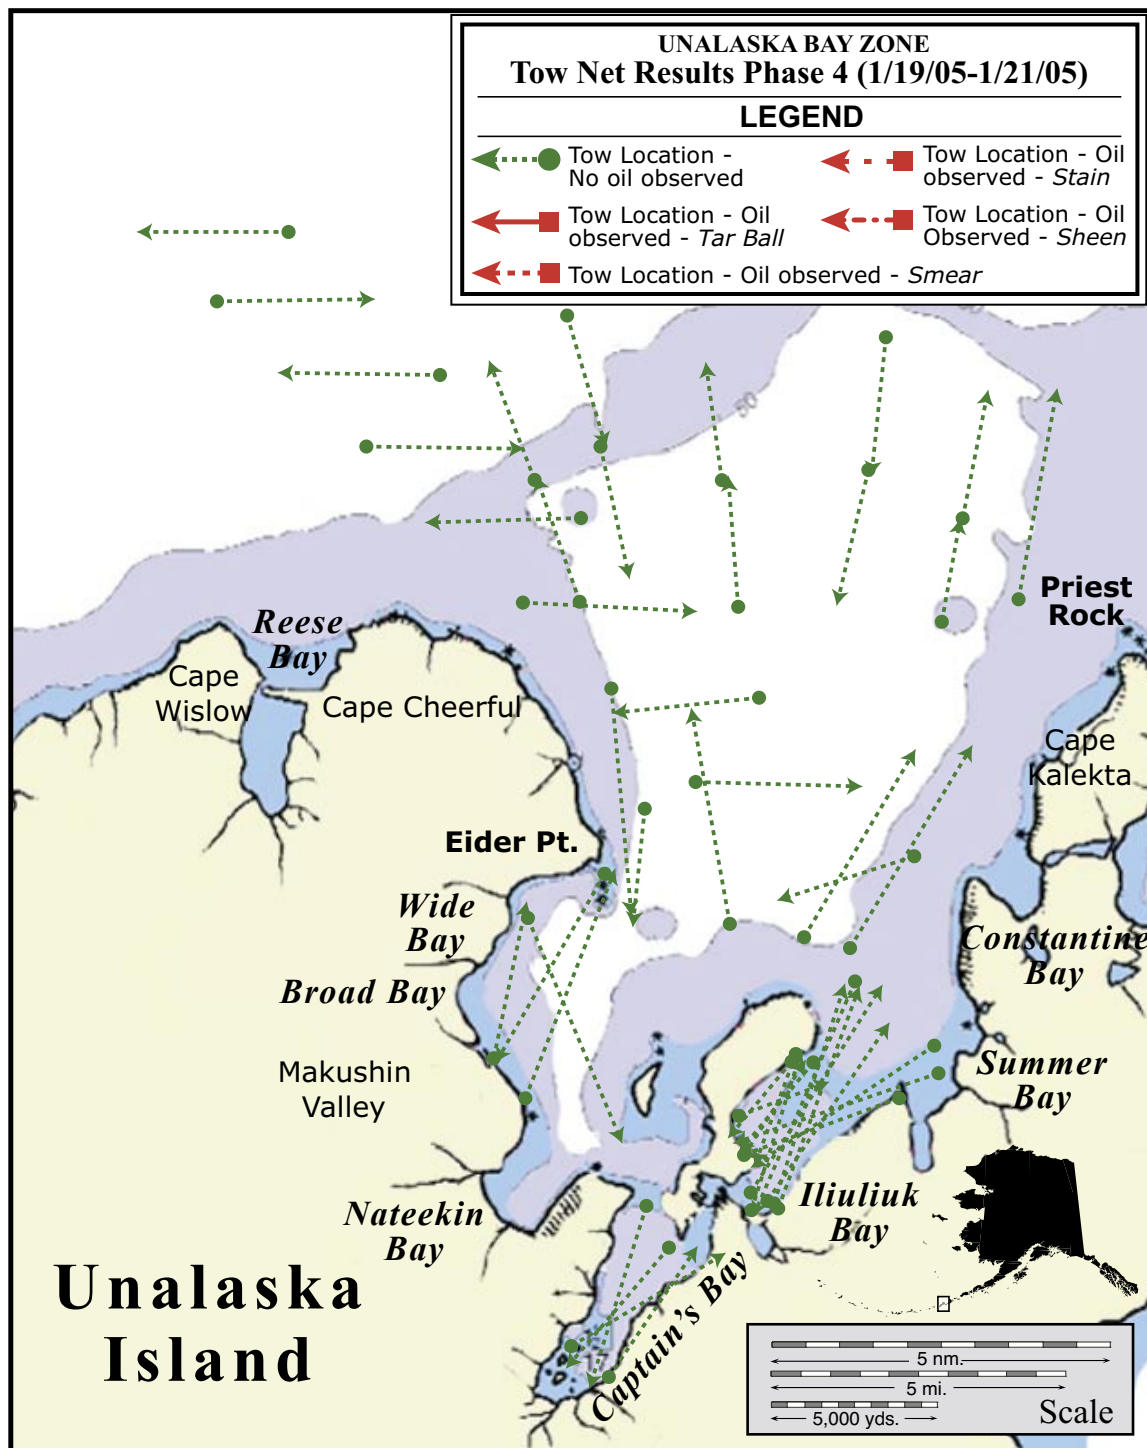 UNALASKA BAY ZONE
Tow Net Results Phase 4 (1/19/05-1/21/05)
LEGEND
Tow Location -
No oil observed
Tow Location - Oil
observed - Stain
Tow Location - Oil
observed - Tar Ball
Tow Location - Oil
Observed - Sheen
Tow Location - Oil observed - Smear
50
Priest
Rock
Reese
Bay
Cape
Wislow
Cape Cheerful
Cape
Kalekta
Eider Pt.
Wide
Bay
Constantine
Bay
Broad Bay
Makushin
Valley
Summer
Bay
Nateekin
Bay
Iliuliuk
Bay
Unalaska
Island
Captain's Bay
5 nm.
5 mi.
5,000 yds.
Scale